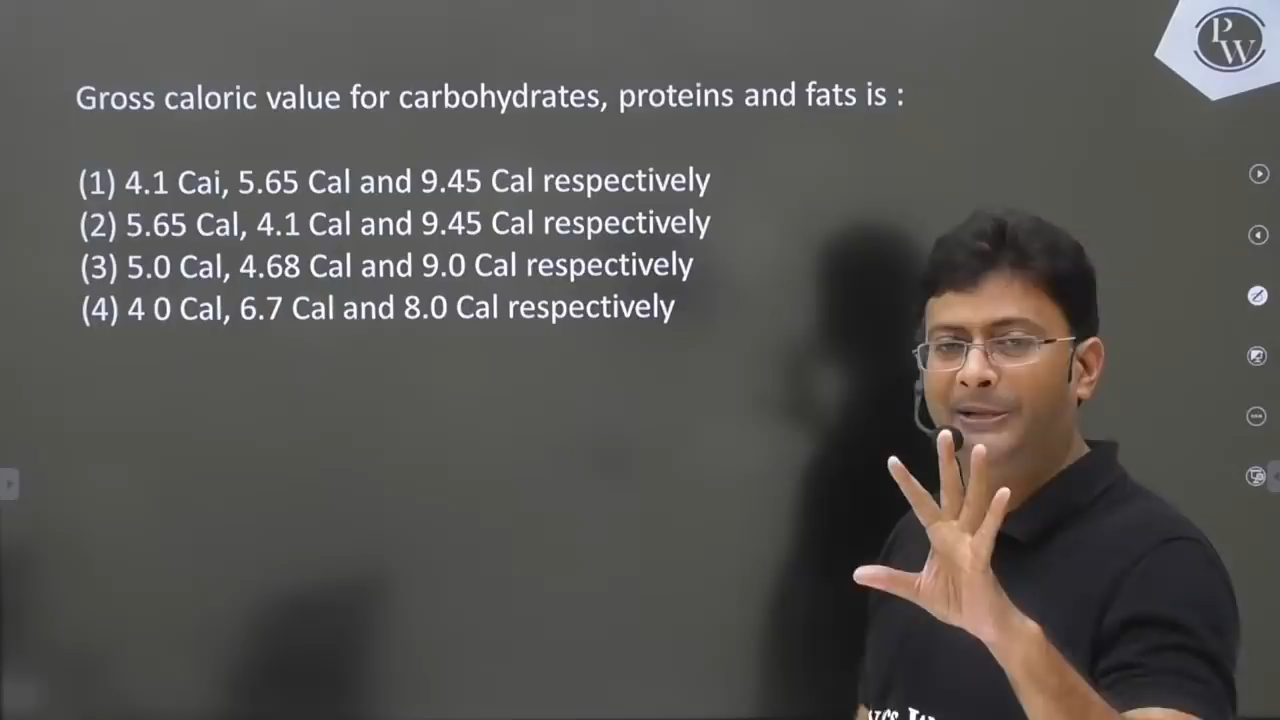 PW
Gross caloric value for carbohydrates, proteins and fats is :
(1) 4.1 Cai, 5.65 Cal and 9.45 Cal respectively
(2) 5.65 Cal, 4.1 Cal and 9.45 Cal respectively
(3) 5.0 Cal, 4.68 Cal and 9.0 Cal respectively
(4) 4 0 Cal, 6.7 Cal and 8.0 Cal respectively